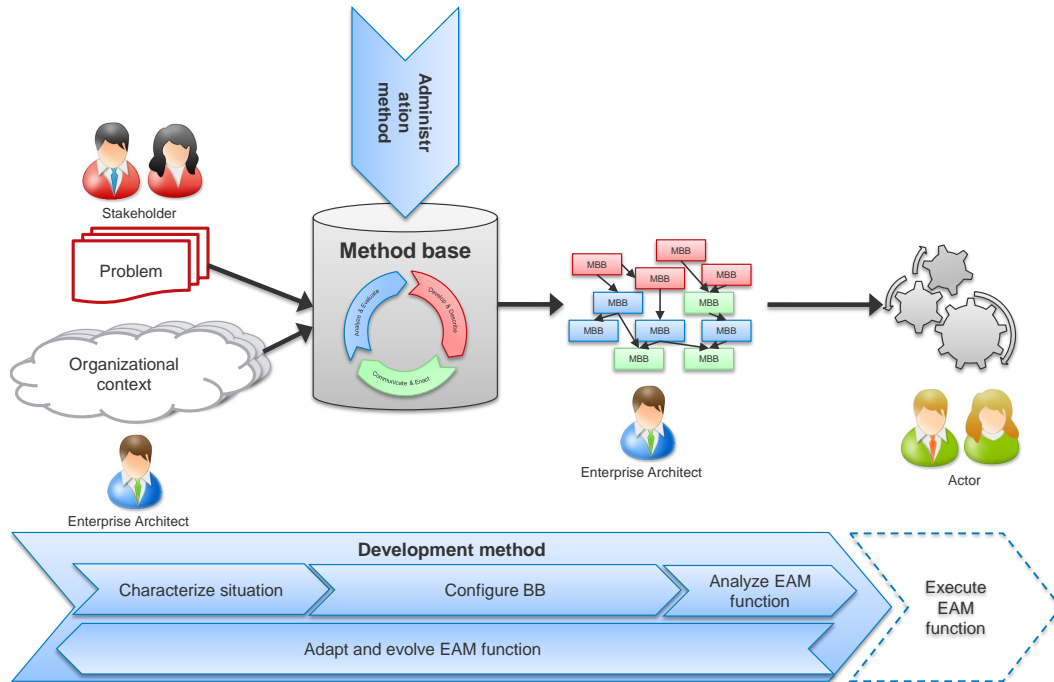 Administr
ation
method
Stakeholder
Problem
Organizational
context
Enterprise Architect
Method base
Analyze & Evaluate
Develop & Describe
Communicate & Enact
MBB
MBB
MBB
MBB
MBB
MBB
MBB
MBB
MBB
MBB
MBB
Enterprise Architect
Actor
Development method
Characterize situation
Configure BB
Analyze EAM
function
Adapt and evolve EAM function
Execute
EAM
function